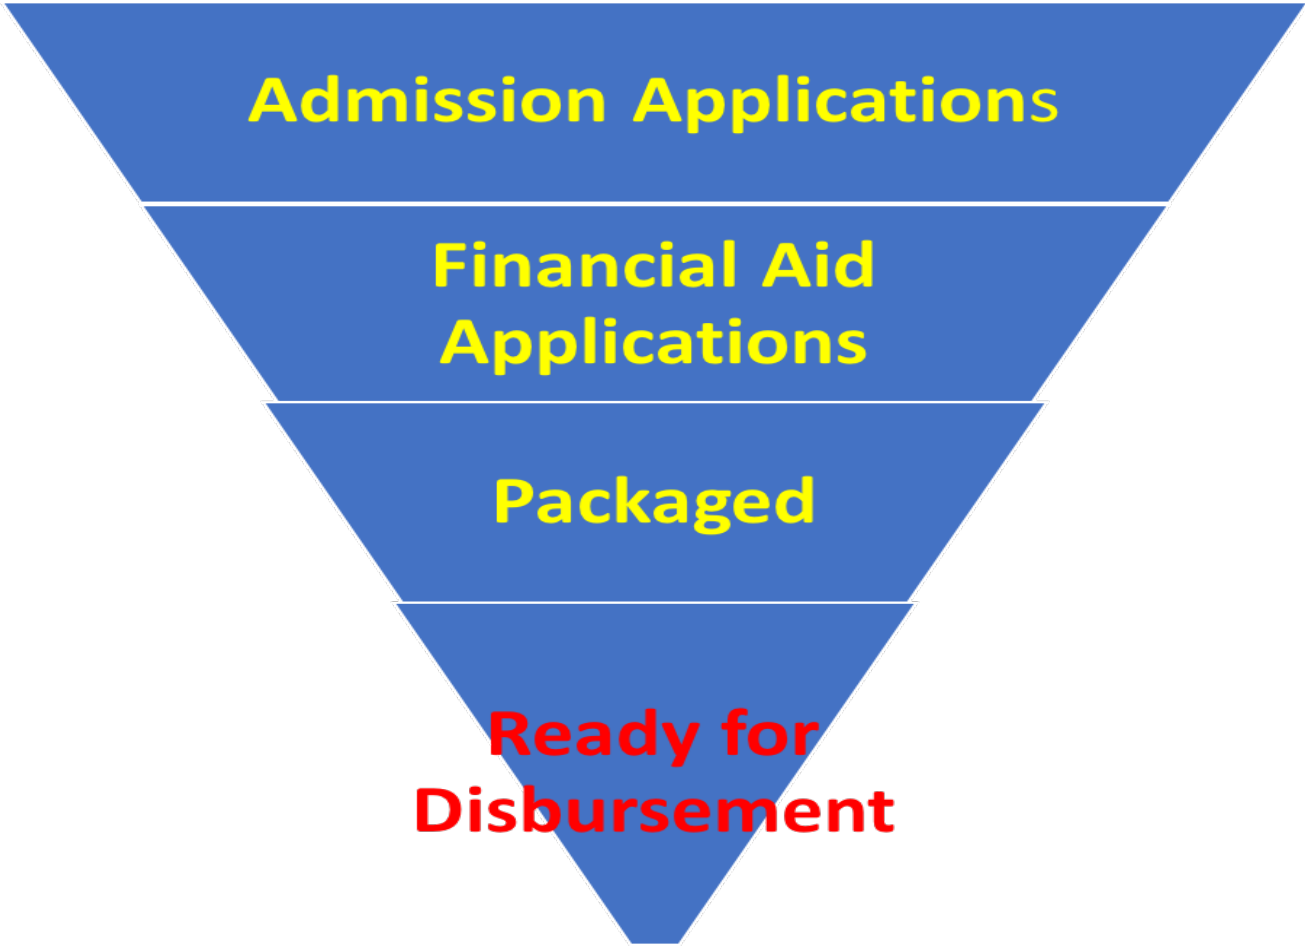 Admission Applications
Financial Aid
Applications
Packaged
Ready for
Disbursement